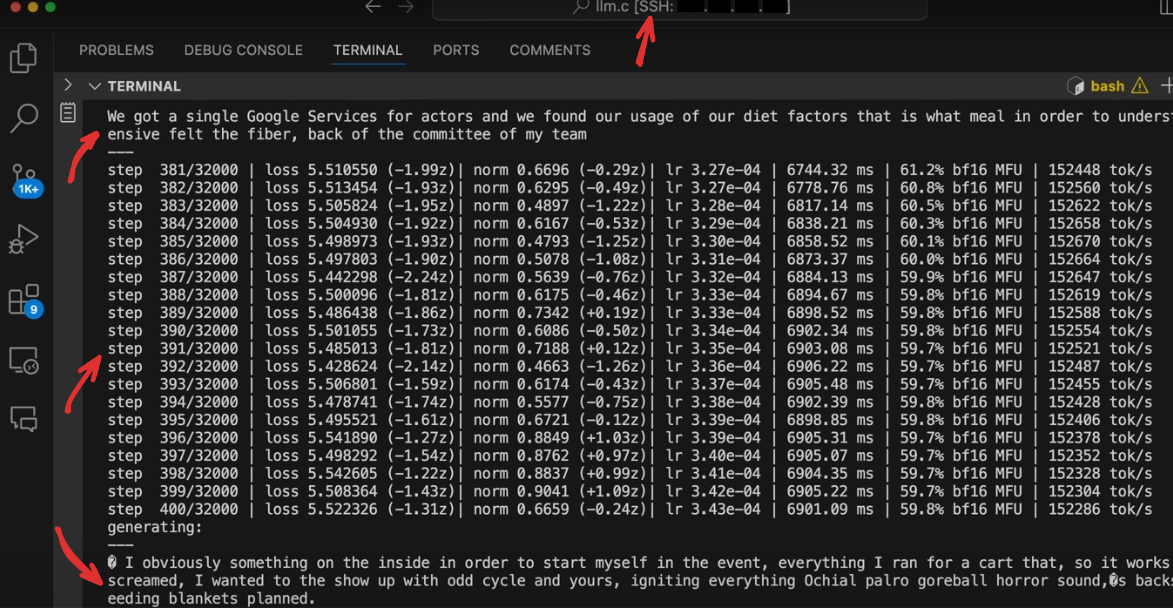 llm.c [SSH: . . . ]
PROBLEMS DEBUG CONSOLE TERMINAL PORTS COMMENTS
TERMINAL
bash
We got a single Google Services for actors and we found our usage of our diet factors that is what meal in order to underst
ensive felt the fiber, back of the committee of my team
---
step 381/32000 | loss 5.510550 (-1.99z)| norm 0.6696 (-0.29z)| lr 3.27e-04 | 6744.32 ms | 61.2% bf16 MFU | 152448 tok/s
step 382/32000 | loss 5.513454 (-1.93z)| norm 0.6295 (-0.49z)| lr 3.27e-04 | 6778.76 ms | 60.8% bf16 MFU | 152560 tok/s
step 383/32000 | loss 5.505824 (-1.95z)| norm 0.4897 (-1.22z)| lr 3.28e-04 | 6817.14 ms | 60.5% bf16 MFU | 152622 tok/s
step 384/32000 | loss 5.504930 (-1.92z)| norm 0.6167 (-0.53z)| lr 3.29e-04 | 6838.21 ms | 60.3% bf16 MFU | 152658 tok/s
step 385/32000 | loss 5.498973 (-1.93z)| norm 0.4793 (-1.25z)| lr 3.30e-04 | 6858.52 ms | 60.1% bf16 MFU | 152670 tok/s
step 386/32000 | loss 5.497803 (-1.90z)| norm 0.5078 (-1.08z)| lr 3.31e-04 | 6873.37 ms | 60.0% bf16 MFU | 152664 tok/s
1K+
step 387/32000 | loss 5.442298 (-2.24z)| norm 0.5639 (-0.76z)| lr 3.32e-04 | 6884.13 ms | 59.9% bf16 MFU | 152647 tok/s
step 388/32000 | loss 5.500096 (-1.81z)| norm 0.6175 (-0.46z)| lr 3.33e-04 | 6894.67 ms | 59.8% bf16 MFU | 152619 tok/s
9
step 389/32000 | loss 5.486438 (-1.86z)| norm 0.7342 (+0.19z)| lr 3.33e-04 | 6898.52 ms | 59.8% bf16 MFU | 152588 tok/s
step 390/32000 | loss 5.501055 (-1.73z)| norm 0.6086 (-0.50z)| lr 3.34e-04 | 6902.34 ms | 59.8% bf16 MFU | 152554 tok/s
step 391/32000 | loss 5.485013 (-1.81z)| norm 0.7188 (+0.12z)| lr 3.35e-04 | 6903.08 ms | 59.7% bf16 MFU | 152521 tok/s
step 392/32000 | loss 5.428624 (-2.14z)| norm 0.4663 (-1.26z)| lr 3.36e-04 | 6906.22 ms | 59.7% bf16 MFU | 152487 tok/s
step 393/32000 | loss 5.506801 (-1.59z)| norm 0.6174 (-0.43z)| lr 3.37e-04 | 6905.48 ms | 59.7% bf16 MFU | 152455 tok/s
step 394/32000 | loss 5.478741 (-1.74z)| norm 0.5577 (-0.75z)| lr 3.38e-04 | 6902.39 ms | 59.8% bf16 MFU | 152428 tok/s
step 395/32000 | loss 5.495521 (-1.61z)| norm 0.6721 (-0.12z)| lr 3.39e-04 | 6898.85 ms | 59.8% bf16 MFU | 152406 tok/s
step 396/32000 | loss 5.541890 (-1.27z)| norm 0.8849 (+1.03z)| lr 3.39e-04 | 6905.31 ms | 59.7% bf16 MFU | 152378 tok/s
step 397/32000 | loss 5.498292 (-1.54z)| norm 0.8762 (+0.97z)| lr 3.40e-04 | 6905.07 ms | 59.7% bf16 MFU | 152352 tok/s
step 398/32000 | loss 5.542605 (-1.22z)| norm 0.8837 (+0.99z)| lr 3.41e-04 | 6904.35 ms | 59.7% bf16 MFU | 152328 tok/s
step 399/32000 | loss 5.508364 (-1.43z)| norm 0.9041 (+1.09z)| lr 3.42e-04 | 6905.22 ms | 59.7% bf16 MFU | 152304 tok/s
step 400/32000 | loss 5.522326 (-1.31z)| norm 0.6659 (-0.24z)| lr 3.43e-04 | 6901.09 ms | 59.8% bf16 MFU | 152286 tok/s
generating:
---
� I obviously something on the inside in order to start myself in the event, everything I ran for a cart that, so it works
screamed, I wanted to the show up with odd cycle and yours, igniting everything Ochial palro goreball horror sound,�s backs
eeding blankets planned.